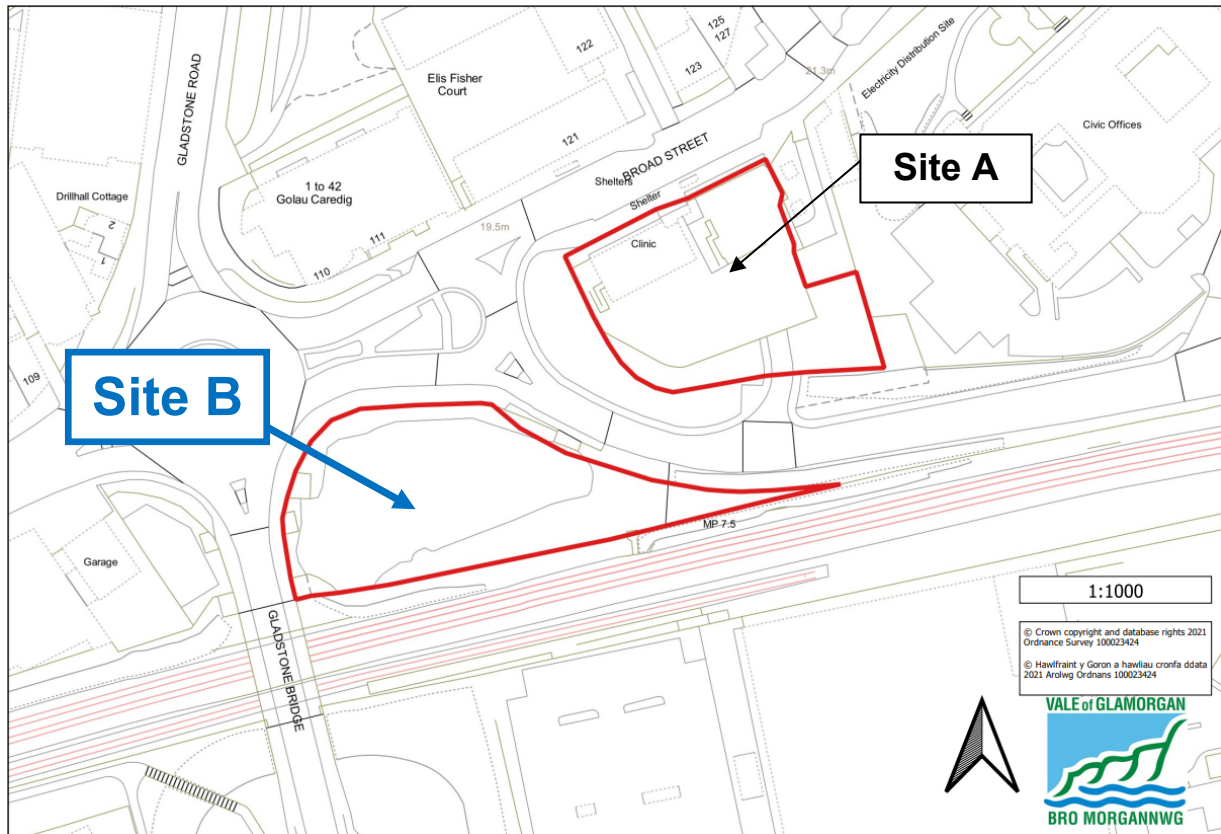 125
127
122
123
21.3m
Electricity Distribution Site
Elis Fisher
Court
121
Civic Offices
GLADSTONE ROAD
BROAD STREET
Site A
Shelters
Shelter
1 to 42
Golau Caredig
Drillhall Cottage
2
1
19.5m
111
110
Clinic
109
Site B
MP 7.5
Garage
GLADSTONE BRIDGE
1:1000
© Crown copyright and database rights 2021
Ordnance Survey 100023424
© Hawlfraint y Goron a hawliau cronfa ddata
2021 Arolwg Ordnans 100023424
VALE of GLAMORGAN
BRO MORGANNWG